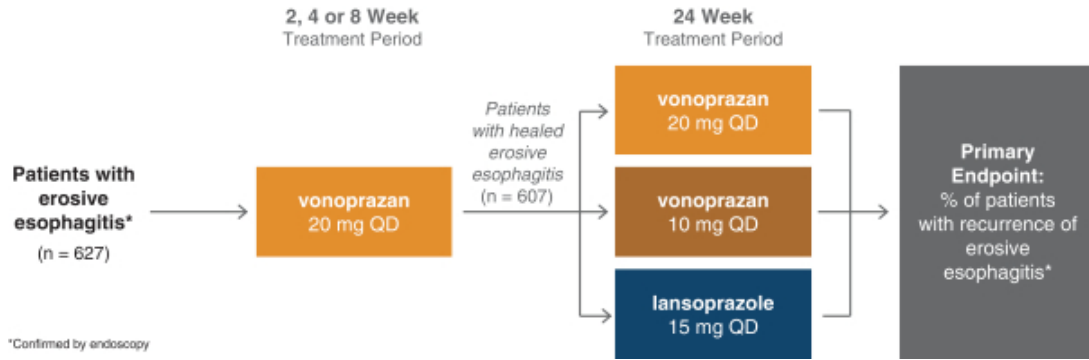 2, 4 or 8 Week
Treatment Period
24 Week
Treatment Period
Patients with
erosive
esophagitis*
(n = 627)
vonoprazan
20 mg QD
Patients
with healed
erosive
esophagitis
(n = 607)
vonoprazan
20 mg QD
vonoprazan
10 mg QD
lansoprazole
15 mg QD
Primary
Endpoint:
% of patients
with recurrence of
erosive
esophagitis*
*Confirmed by endoscopy